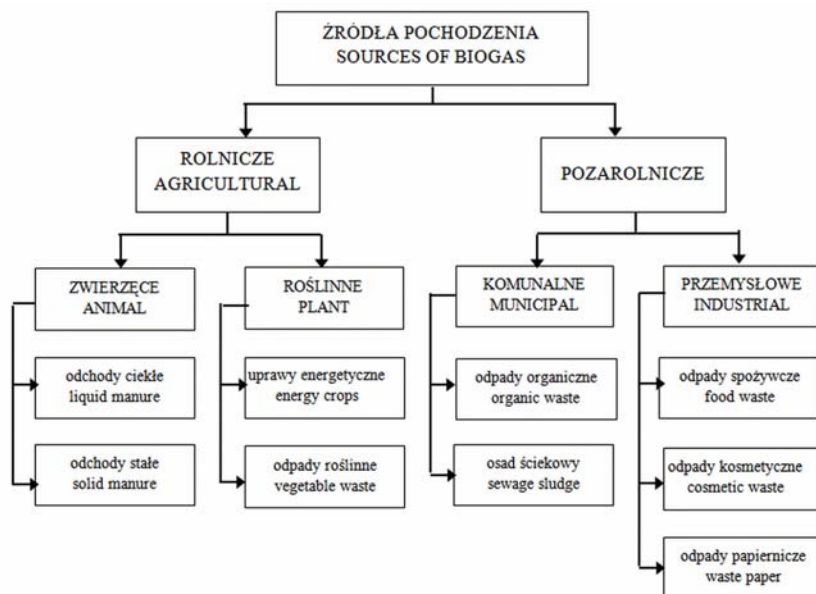 ŹRÓDŁA POCHODZENIA
SOURCES OF BIOGAS
ROLNICZE
AGRICULTURAL
POZAROLNICZE
ZWIERZĘCE
ANIMAL
ROŚLINNE
PLANT
KOMUNALNE
MUNICIPAL
PRZEMYSŁOWE
INDUSTRIAL
odchody ciekłe
liquid manure
uprawy energetyczne
energy crops
odpady organiczne
organic waste
odpady spożywcze
food waste
odchody stałe
solid manure
odpady roślinne
vegetable waste
osad ściekowy
sewage sludge
odpady kosmetyczne
cosmetic waste
odpady papiernicze
waste paper